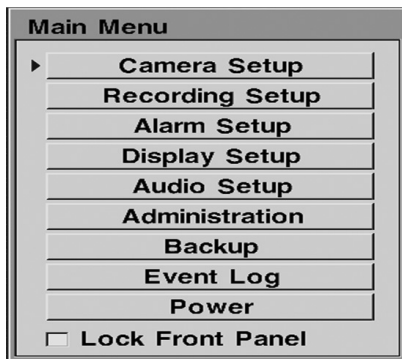 Main Menu
Camera Setup
Recording Setup
Alarm Setup
Display Setup
Audio Setup
Administration
Backup
Event Log
Power
Lock Front Panel